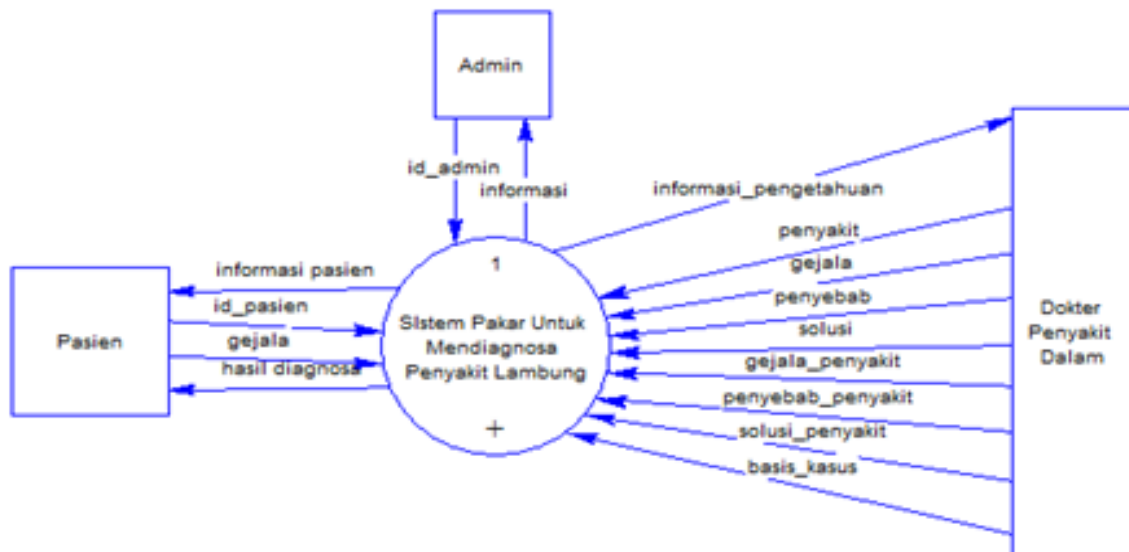 Admin
id_admin
informasi
informasi_pengetahuan
penyakit
gejala
penyebab
solusi
gejala_penyakit
penyebab_penyakit
solusi_penyakit
basis_kasus
informasi pasien
id_pasien
gejala
hasil diagnosa
Pasien
1
SIstem Pakar Untuk
Mendiagnosa
Penyakit Lambung
+
Dokter
Penyakit
Dalam